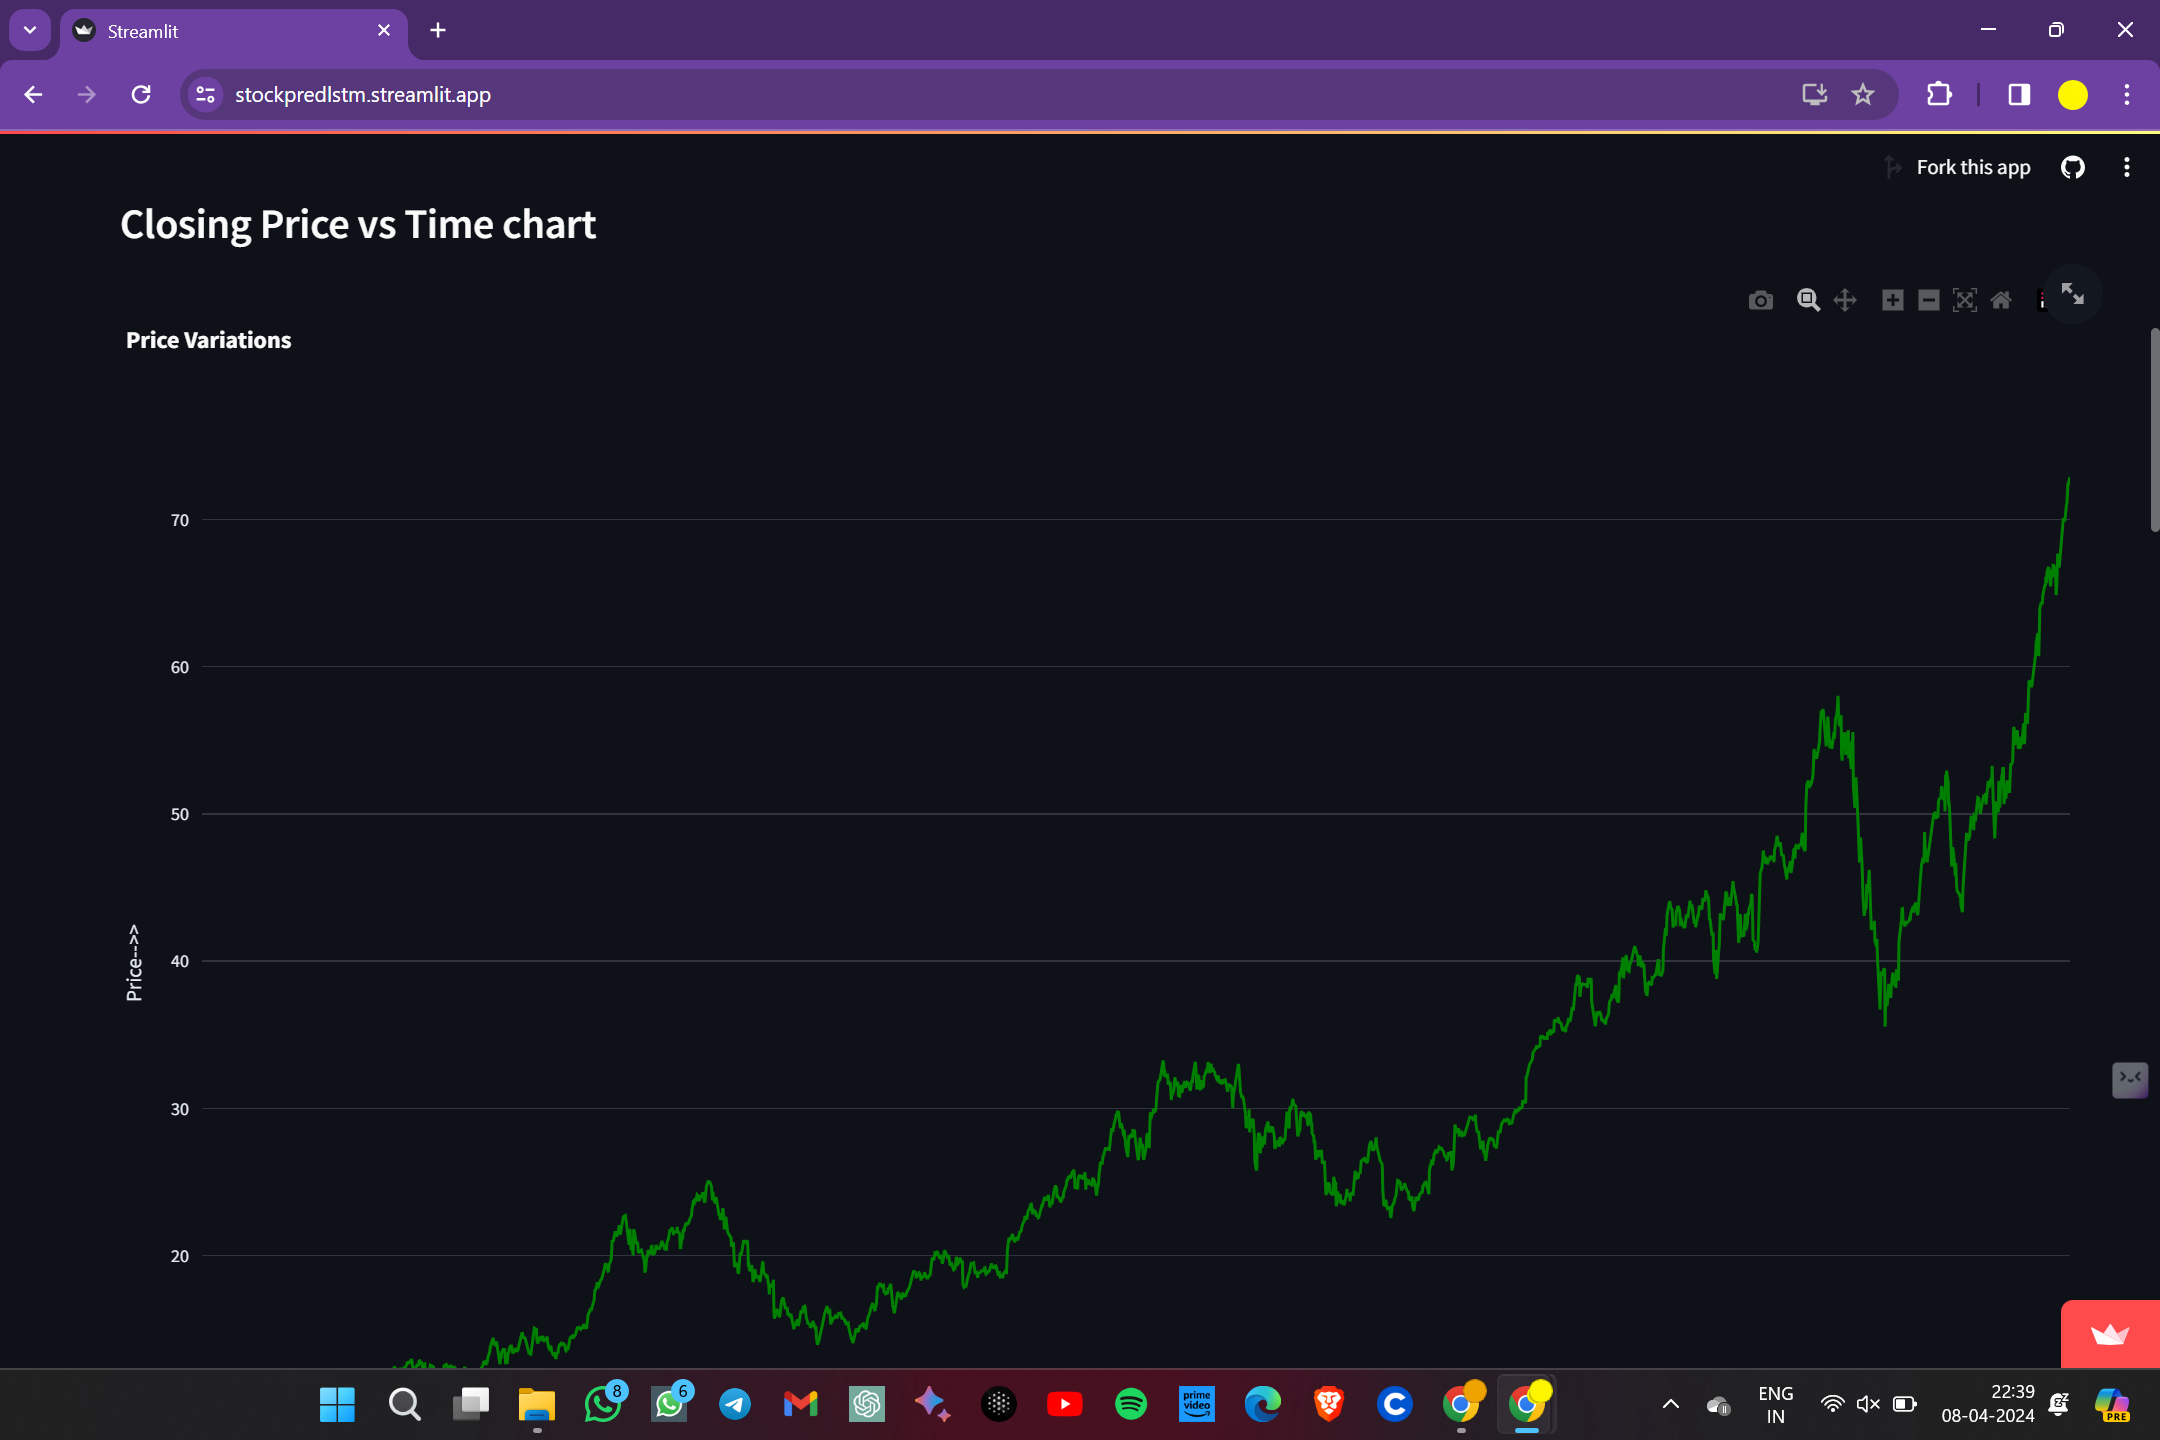 Streamlit
stockpredlstm.streamlit.app
Fork this app
Closing Price vs Time chart
Price Variations
70
60
50
40
30
20
Price-->>
8
6
prime
video
ENG
IN
22:39
08-04-2024
PRE